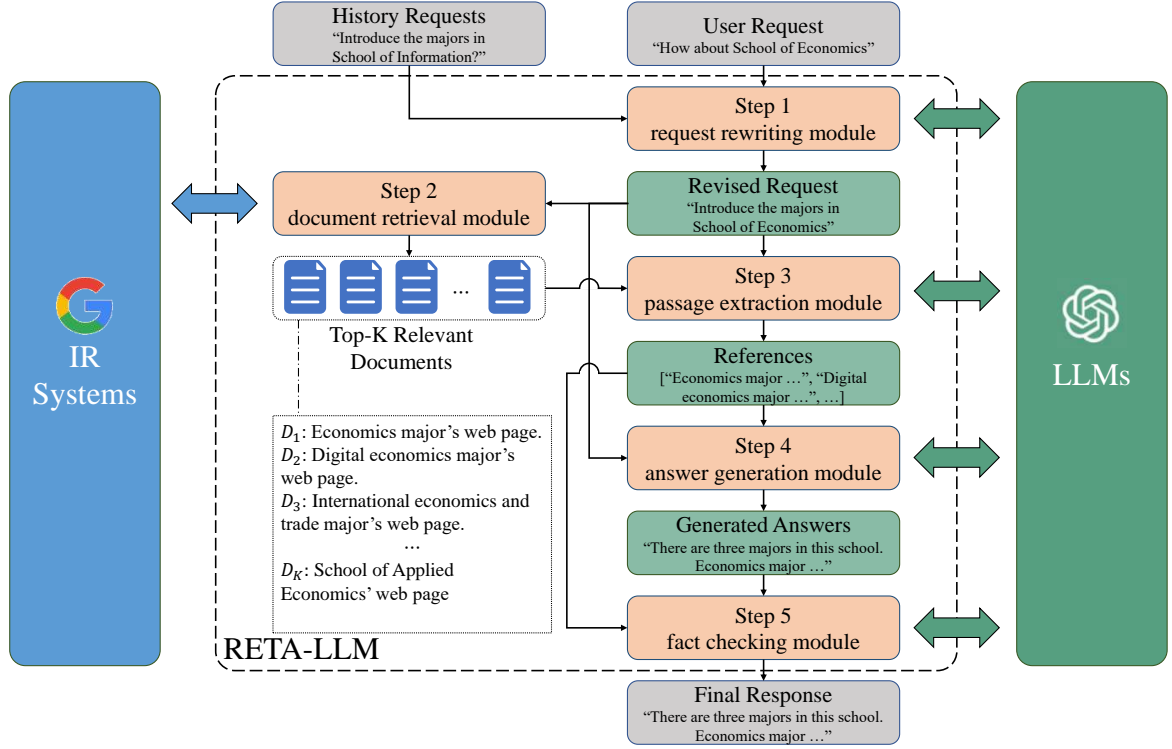 History Requests
“Introduce the majors in
School of Information?”
User Request
“How about School of Economics”
Step 1
request rewriting module
Step 2
document retrieval module
Revised Request
“Introduce the majors in
School of Economics”
...
Top-K Relevant
Documents
Step 3
passage extraction module
IR
Systems
LLMs
References
[“Economics major …”, “Digital
economics major …”, …]
D₁: Economics major’s web page.
D₂: Digital economics major’s
web page.
D₃: International economics and
trade major’s web page.
...
D_K: School of Applied
Economics’ web page
Step 4
answer generation module
Generated Answers
“There are three majors in this school.
Economics major …”
Step 5
fact checking module
RETA-LLM
Final Response
“There are three majors in this school.
Economics major …”